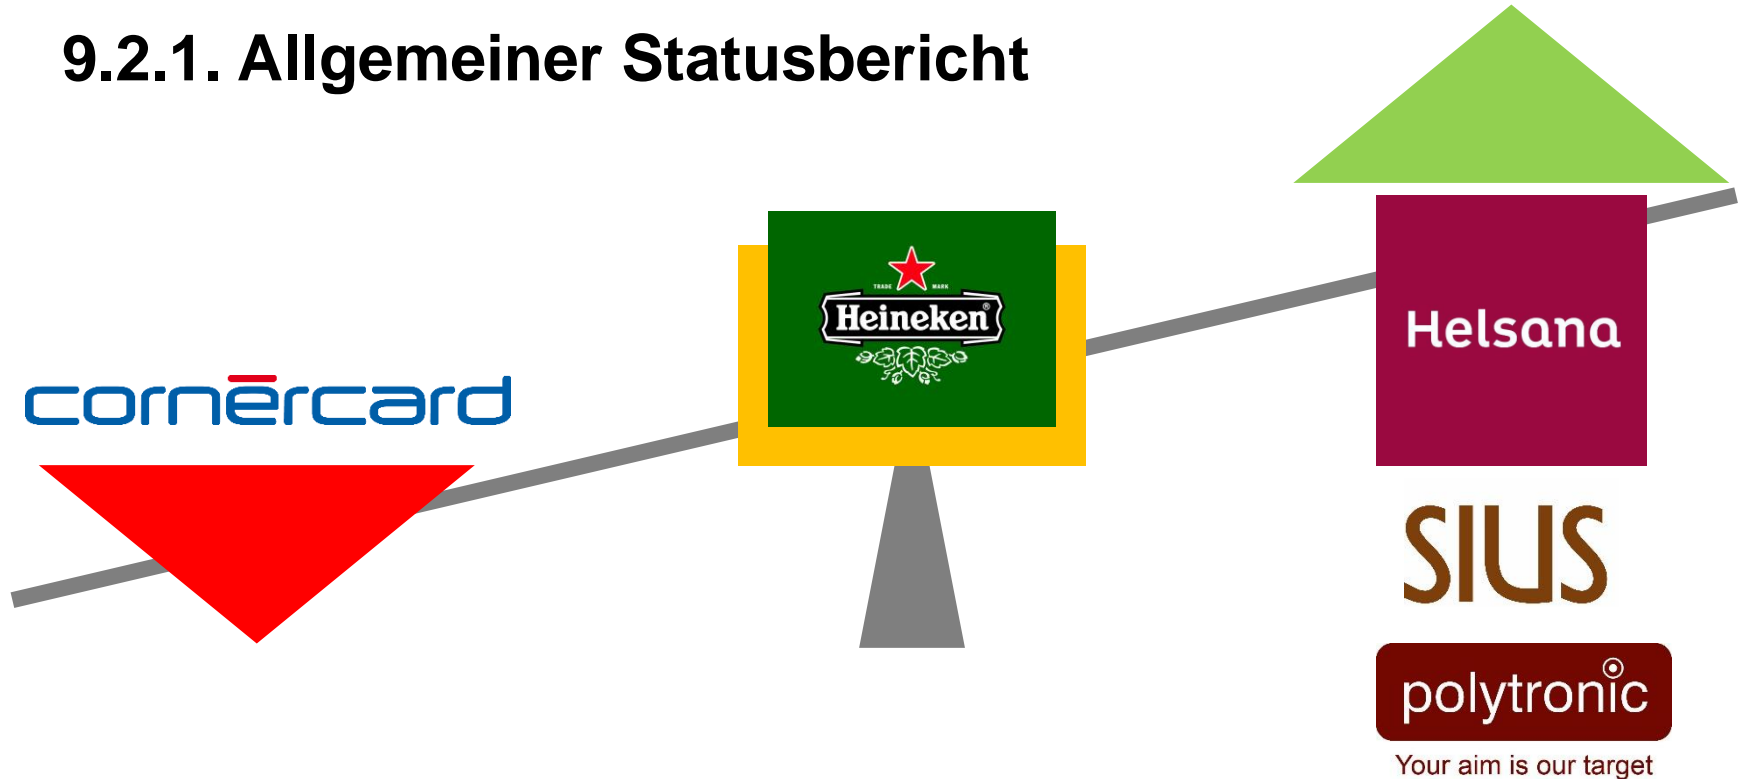 9.2.1. Allgemeiner Statusbericht
TRADE MARK
Heineken®
cornèrcard
Helsana
SIUS
polytronic
Your aim is our target